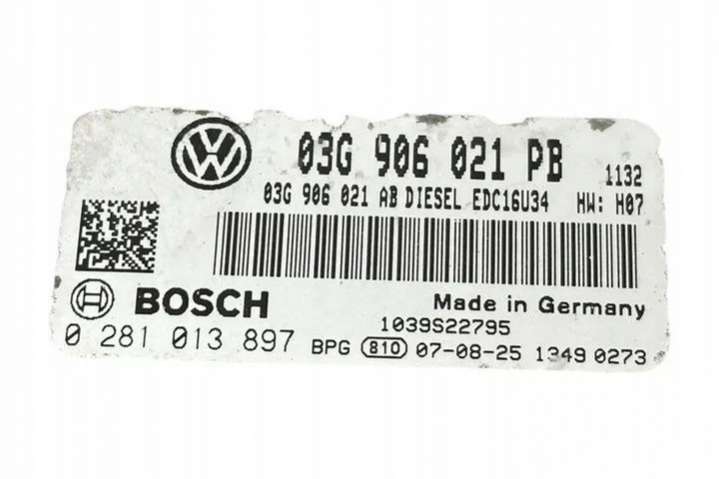 03G 906 021 PB 1132
03G 906 021 AB DIESEL EDC16U34 HW: H07
BOSCH Made in Germany
1039S22795
0 281 013 897 BPG 810 07-08-25 1349 0273